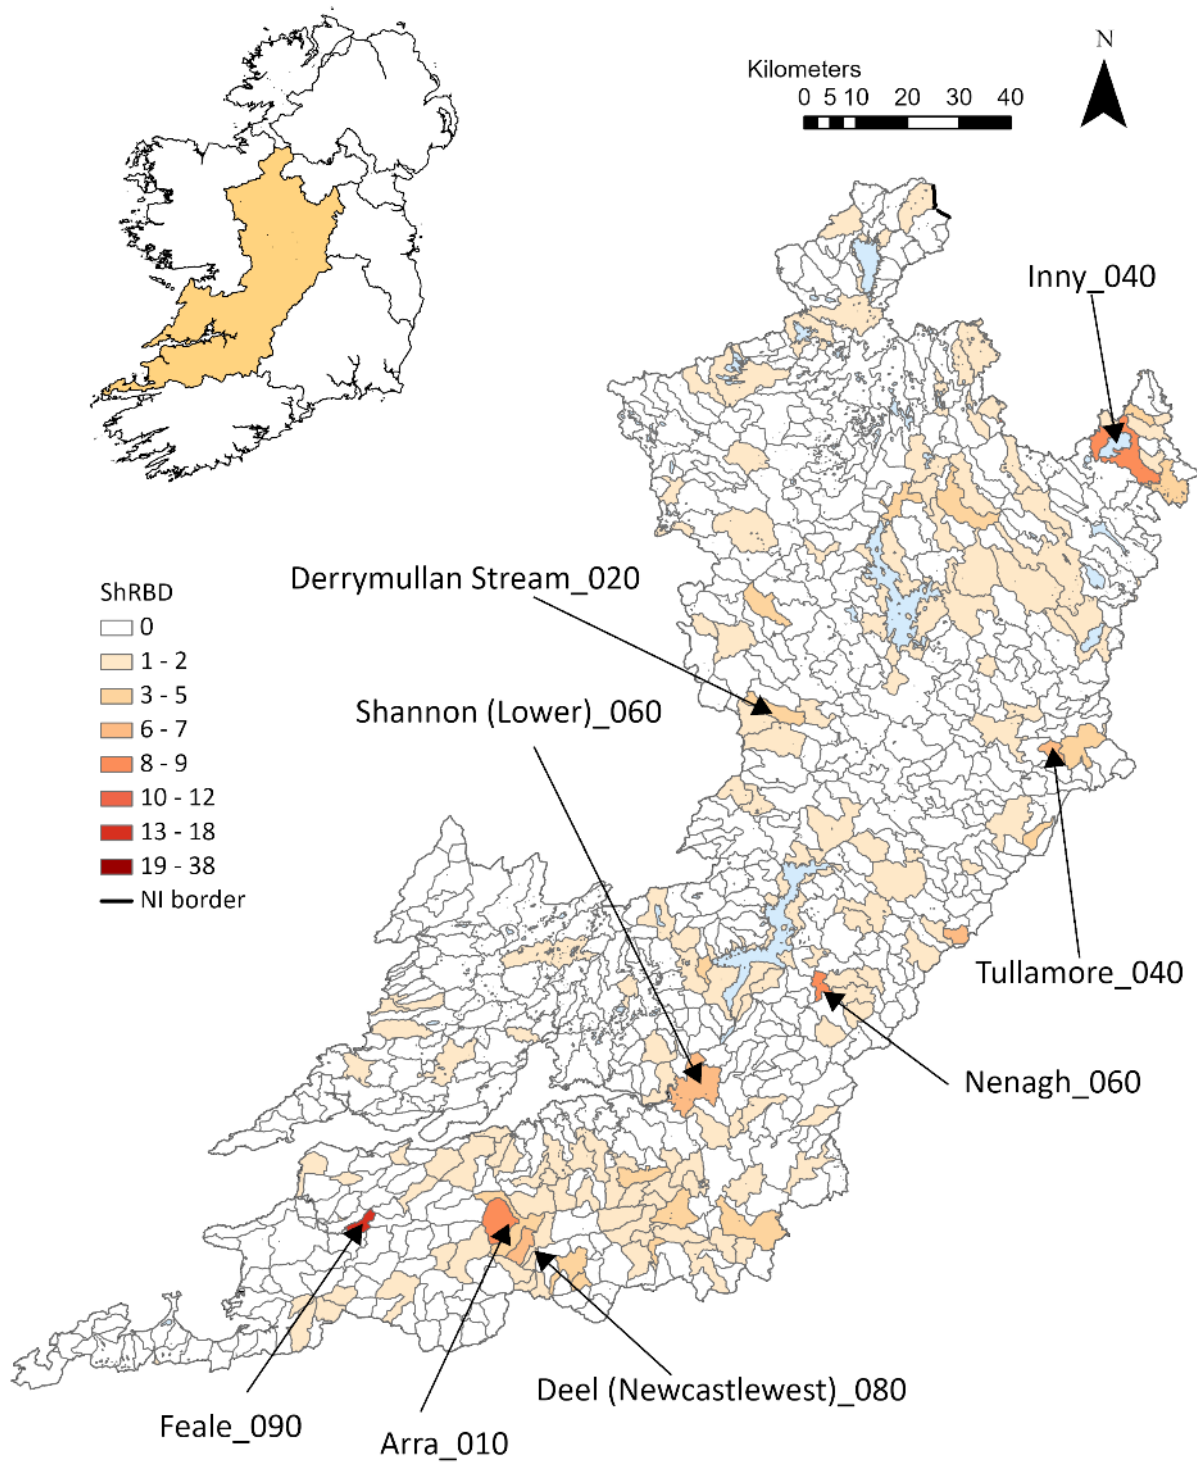 N
Kilometers
0 5 10 20 30 40
Inny_040
Derrymullan Stream_020
ShRBD
0
1 - 2
3 - 5
6 - 7
8 - 9
10 - 12
13 - 18
19 - 38
NI border
Shannon (Lower)_060
Tullamore_040
Nenagh_060
Deel (Newcastlewest)_080
Feale_090
Arra_010